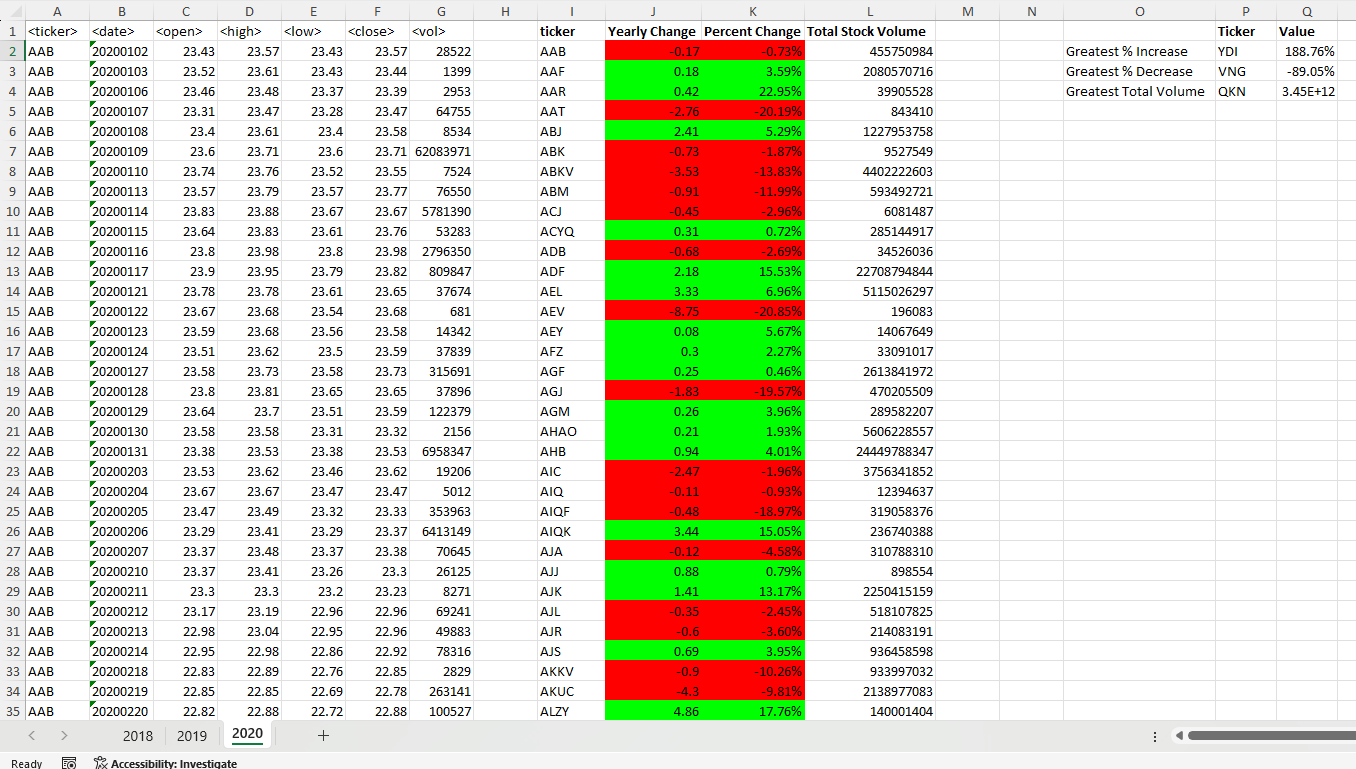 A B C D E F G H I J K L M N O P Q
1 <ticker> <date> <open> <high> <low> <close> <vol> ticker Yearly Change Percent Change Total Stock Volume Ticker Value
2 AAB 20200102 23.43 23.57 23.43 23.57 28522 AAB -0.17 -0.73% 455750984 Greatest % Increase YDI 188.76%
3 AAB 20200103 23.52 23.61 23.43 23.44 1399 AAF 0.18 3.59% 2080570716 Greatest % Decrease VNG -89.05%
4 AAB 20200106 23.46 23.48 23.37 23.39 2953 AAR 0.42 22.95% 39905528 Greatest Total Volume QKN 3.45E+12
5 AAB 20200107 23.31 23.47 23.28 23.47 64755 AAT -2.76 -20.19% 843410
6 AAB 20200108 23.4 23.61 23.4 23.58 8534 ABJ 2.41 5.29% 1227953758
7 AAB 20200109 23.6 23.71 23.6 23.71 62083971 ABK -0.73 -1.87% 9527549
8 AAB 20200110 23.74 23.76 23.52 23.55 7524 ABKV -3.53 -13.83% 4402222603
9 AAB 20200113 23.57 23.79 23.57 23.77 76550 ABM -0.91 -11.99% 593492721
10 AAB 20200114 23.83 23.88 23.67 23.67 5781390 ACJ -0.45 -2.96% 6081487
11 AAB 20200115 23.64 23.83 23.61 23.76 53283 ACYQ 0.31 0.72% 285144917
12 AAB 20200116 23.8 23.98 23.8 23.98 2796350 ADB -0.68 -2.69% 34526036
13 AAB 20200117 23.9 23.95 23.79 23.82 809847 ADF 2.18 15.53% 22708794844
14 AAB 20200121 23.78 23.78 23.61 23.65 37674 AEL 3.33 6.96% 5115026297
15 AAB 20200122 23.67 23.68 23.54 23.68 681 AEV -8.75 -20.85% 196083
16 AAB 20200123 23.59 23.68 23.56 23.58 14342 AEY 0.08 5.67% 14067649
17 AAB 20200124 23.51 23.62 23.5 23.59 37839 AFZ 0.3 2.27% 33091017
18 AAB 20200127 23.58 23.73 23.58 23.73 315691 AGF 0.25 0.46% 2613841972
19 AAB 20200128 23.8 23.81 23.65 23.65 37896 AGJ -1.83 -19.57% 470205509
20 AAB 20200129 23.64 23.7 23.51 23.59 122379 AGM 0.26 3.96% 289582207
21 AAB 20200130 23.58 23.58 23.31 23.32 2156 AHAO 0.21 1.93% 5606228557
22 AAB 20200131 23.38 23.53 23.38 23.53 6958347 AHB 0.94 4.01% 24449788347
23 AAB 20200203 23.53 23.62 23.46 23.62 19206 AIC -2.47 -1.96% 3756341852
24 AAB 20200204 23.67 23.67 23.47 23.47 5012 AIQ -0.11 -0.93% 12394637
25 AAB 20200205 23.47 23.49 23.32 23.33 353963 AIQF -0.48 -18.97% 319058376
26 AAB 20200206 23.29 23.41 23.29 23.37 6413149 AIQK 3.44 15.05% 236740388
27 AAB 20200207 23.37 23.48 23.37 23.38 70645 AJA -0.12 -4.58% 310788310
28 AAB 20200210 23.37 23.41 23.26 23.3 26125 AJJ 0.88 0.79% 898554
29 AAB 20200211 23.3 23.3 23.2 23.23 8271 AJK 1.41 13.17% 2250415159
30 AAB 20200212 23.17 23.19 22.96 22.96 69241 AJL -0.35 -2.45% 518107825
31 AAB 20200213 22.98 23.04 22.95 22.96 49883 AJR -0.6 -3.60% 214083191
32 AAB 20200214 22.95 22.98 22.86 22.92 78316 AJS 0.69 3.95% 936458598
33 AAB 20200218 22.83 22.89 22.76 22.85 2829 AKKV -0.9 -10.26% 933997032
34 AAB 20200219 22.85 22.85 22.69 22.78 263141 AKUC -4.3 -9.81% 2138977083
35 AAB 20200220 22.82 22.88 22.72 22.88 100527 ALZY 4.86 17.76% 140001404
2018 2019 2020 +
Ready Accessibility: Investigate